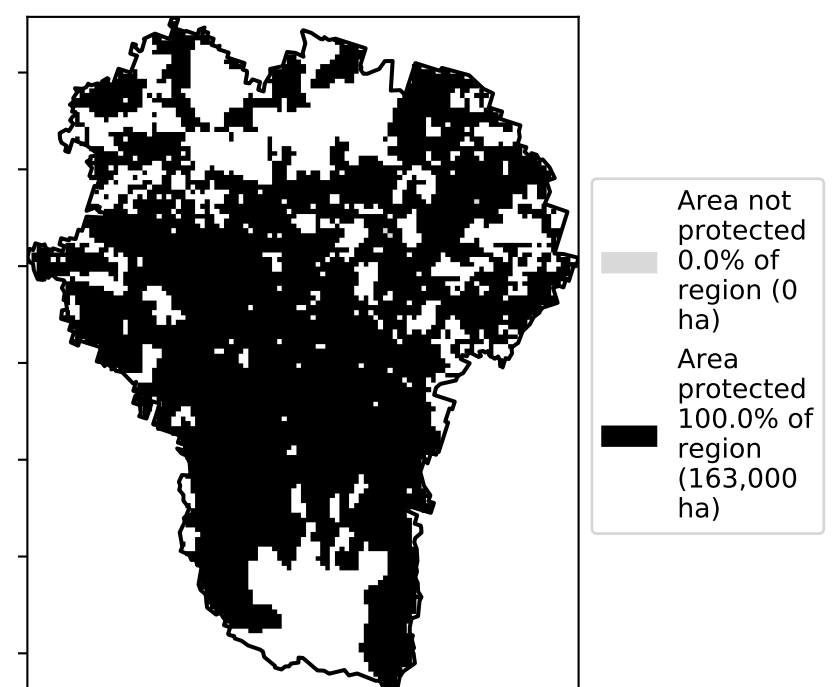 Area not
protected
0.0% of
region (0
ha)
Area
protected
100.0% of
region
(163,000
ha)